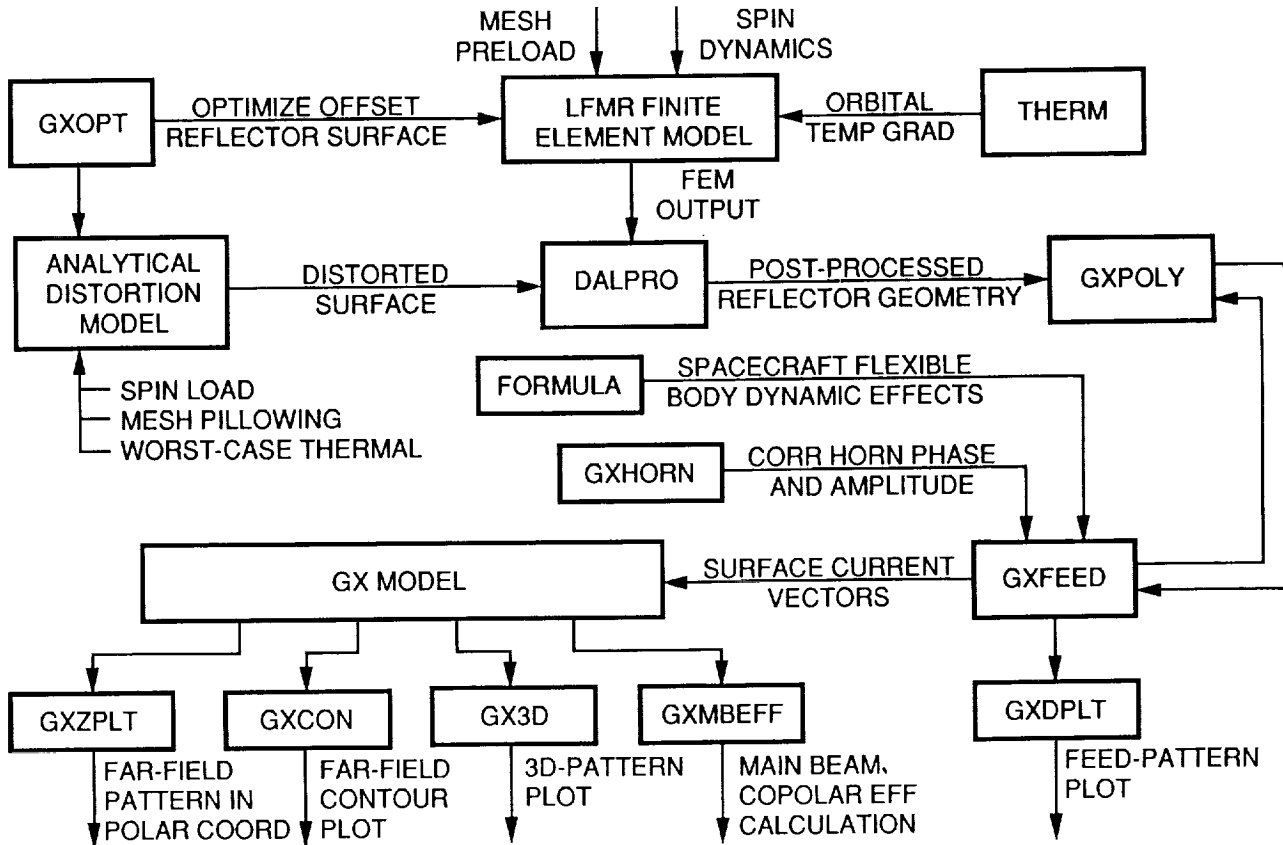 MESH
PRELOAD
SPIN
DYNAMICS
GXOPT
OPTIMIZE OFFSET
REFLECTOR SURFACE
LFMR FINITE
ELEMENT MODEL
ORBITAL
TEMP GRAD
THERM
FEM
OUTPUT
ANALYTICAL
DISTORTION
MODEL
DISTORTED
SURFACE
DALPRO
POST-PROCESSED
REFLECTOR GEOMETRY
GXPOLY
SPIN LOAD
MESH PILLOWING
WORST-CASE THERMAL
FORMULA
SPACECRAFT FLEXIBLE
BODY DYNAMIC EFFECTS
GXHORN
CORR HORN PHASE
AND AMPLITUDE
GX MODEL
SURFACE CURRENT
VECTORS
GXFEED
GXZPLT
GXCON
GX3D
GXMBEFF
GXDPLT
FAR-FIELD
PATTERN IN
POLAR COORD
FAR-FIELD
CONTOUR
PLOT
3D-PATTERN
PLOT
MAIN BEAM,
COPOLAR EFF
CALCULATION
FEED-PATTERN
PLOT